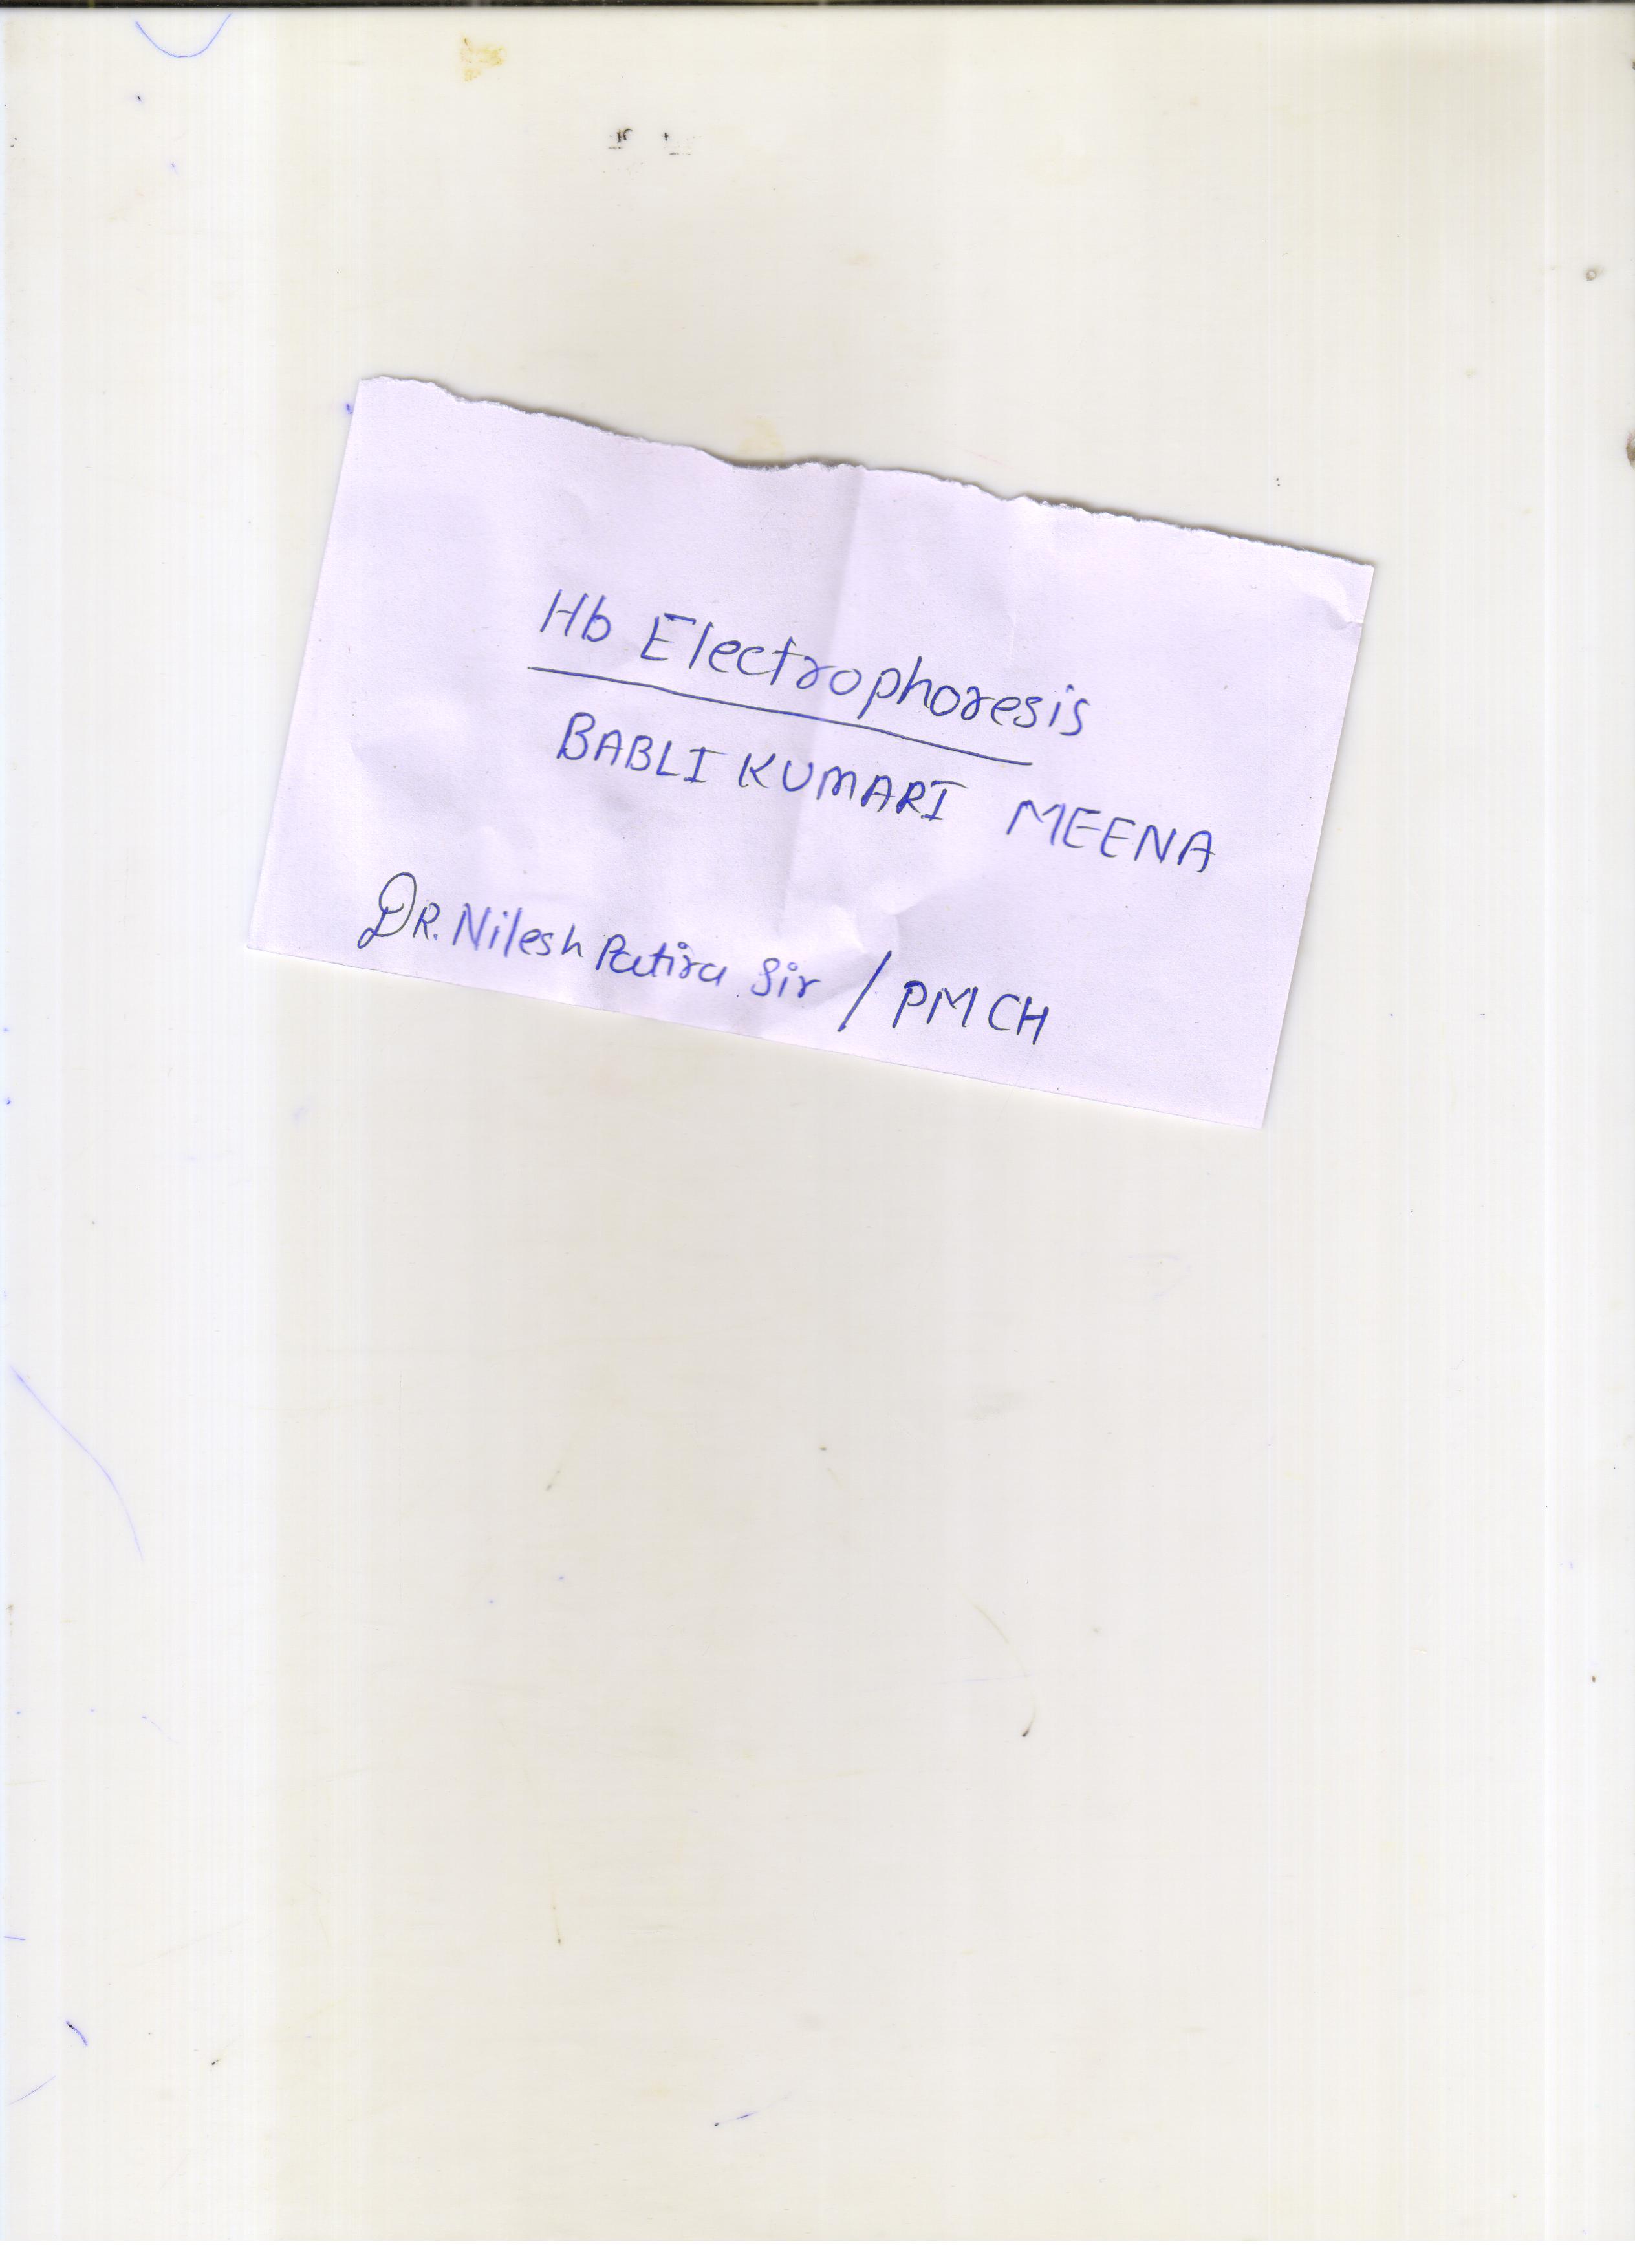 Hb Electrophoresis
BABLI KUMARI MEENA
DR. Nilesh Patira Sir / PMCH